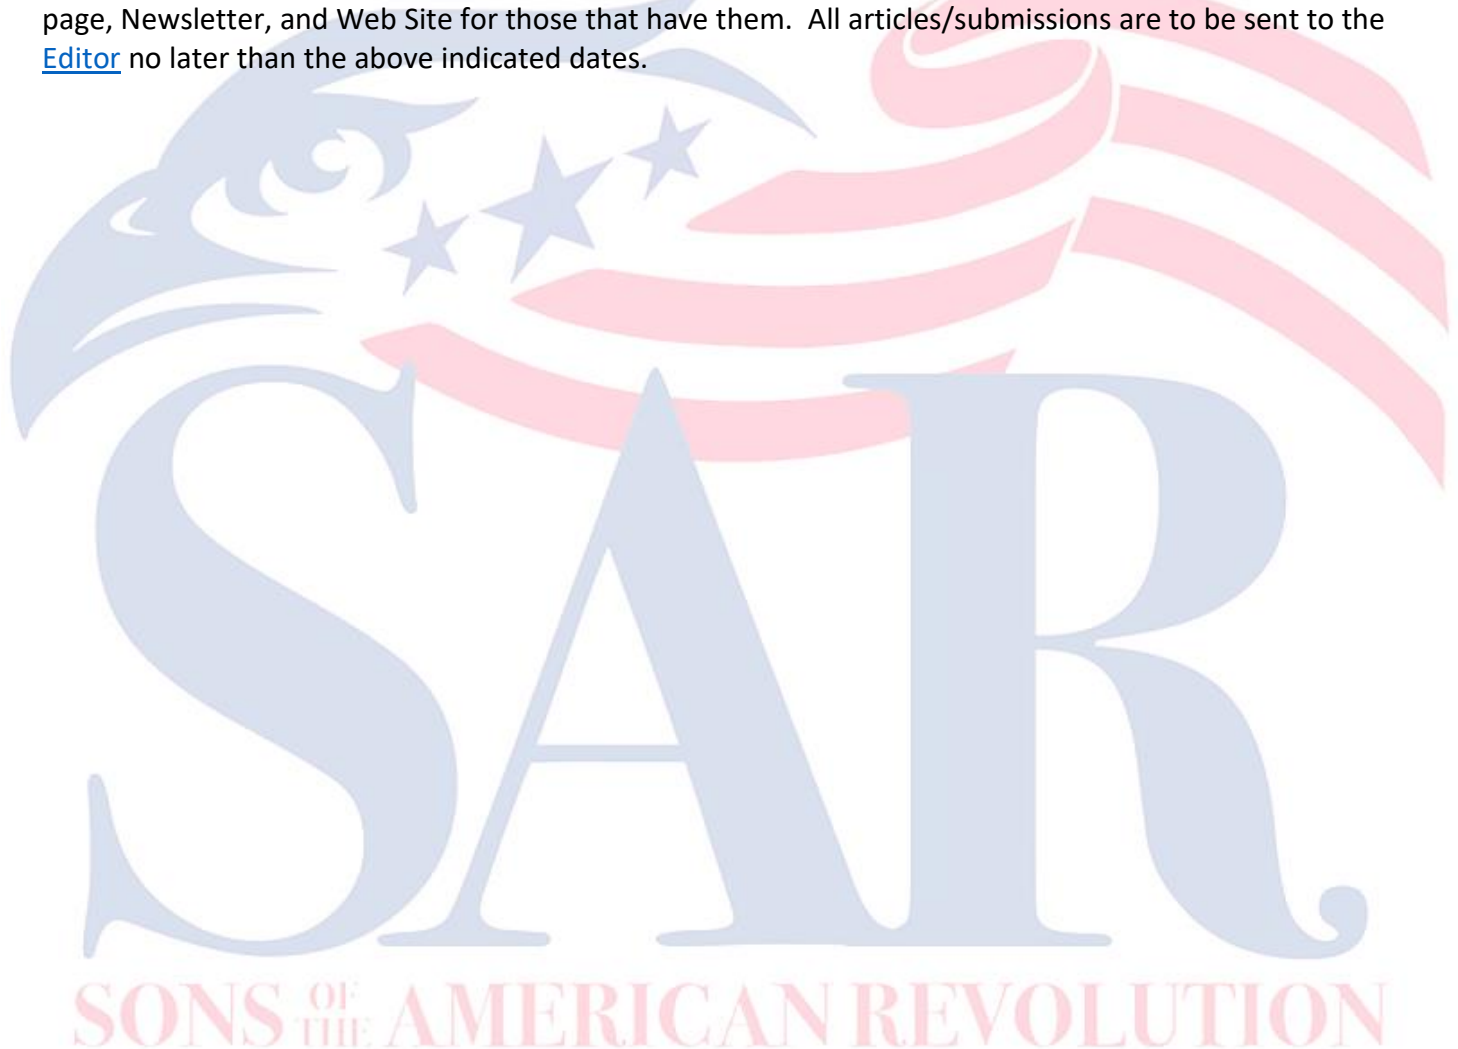 page, Newsletter, and Web Site for those that have them.  All articles/submissions are to be sent to the
Editor no later than the above indicated dates.
SAR
SONS OF THE AMERICAN REVOLUTION